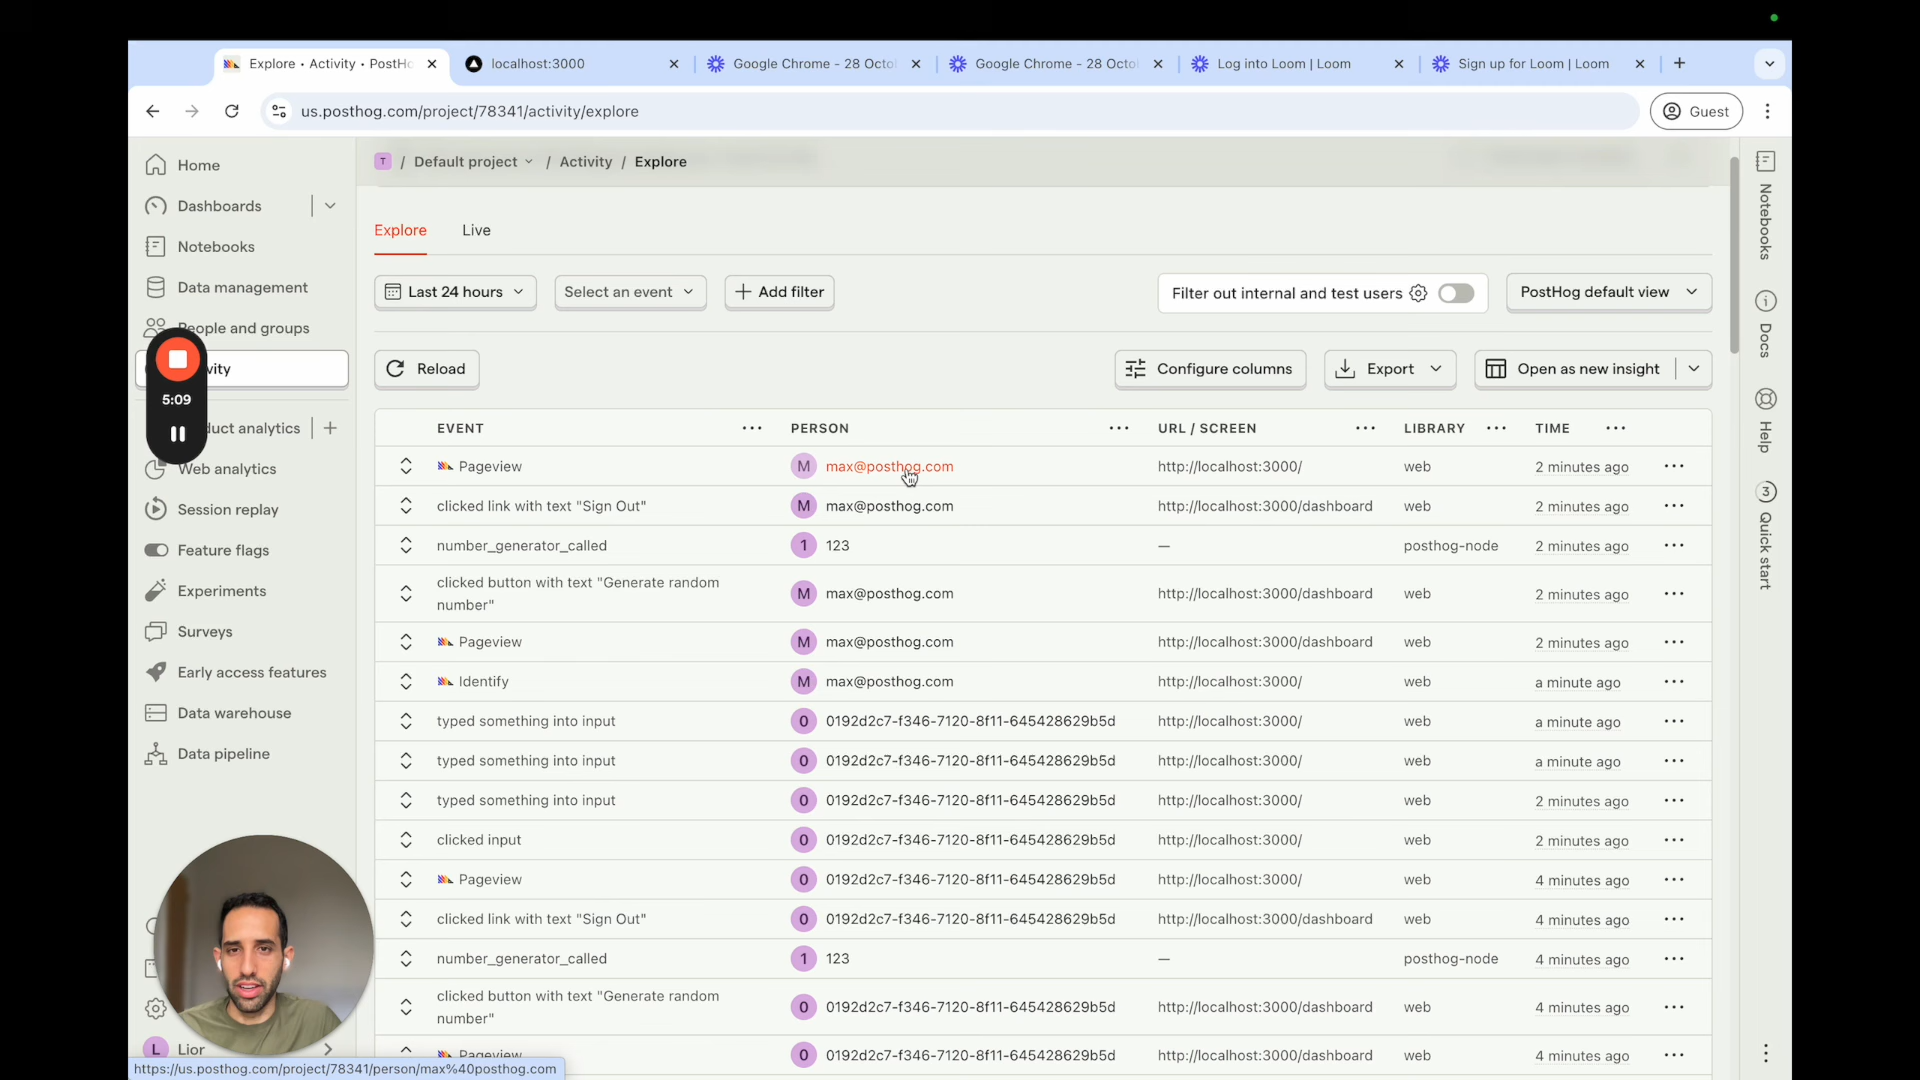 Explore • Activity • PostHo
localhost:3000
Google Chrome - 28 Octo
Google Chrome - 28 Octo
Log into Loom | Loom
Sign up for Loom | Loom
us.posthog.com/project/78341/activity/explore
Guest
Home
Dashboards
Notebooks
Data management
People and groups
vity
5:09
duct analytics
Web analytics
Session replay
Feature flags
Experiments
Surveys
Early access features
Data warehouse
Data pipeline
L Lior
T / Default project / Activity / Explore
Explore Live
Last 24 hours Select an event Add filter Filter out internal and test users PostHog default view
Reload Configure columns Export Open as new insight
EVENT PERSON URL / SCREEN LIBRARY TIME
Pageview M max@posthog.com http://localhost:3000/ web 2 minutes ago
clicked link with text "Sign Out" M max@posthog.com http://localhost:3000/dashboard web 2 minutes ago
number_generator_called 1 123 — posthog-node 2 minutes ago
clicked button with text "Generate random
number" M max@posthog.com http://localhost:3000/dashboard web 2 minutes ago
Pageview M max@posthog.com http://localhost:3000/dashboard web 2 minutes ago
Identify M max@posthog.com http://localhost:3000/ web a minute ago
typed something into input 0 0192d2c7-f346-7120-8f11-645428629b5d http://localhost:3000/ web a minute ago
typed something into input 0 0192d2c7-f346-7120-8f11-645428629b5d http://localhost:3000/ web a minute ago
typed something into input 0 0192d2c7-f346-7120-8f11-645428629b5d http://localhost:3000/ web 2 minutes ago
clicked input 0 0192d2c7-f346-7120-8f11-645428629b5d http://localhost:3000/ web 2 minutes ago
Pageview 0 0192d2c7-f346-7120-8f11-645428629b5d http://localhost:3000/ web 4 minutes ago
clicked link with text "Sign Out" 0 0192d2c7-f346-7120-8f11-645428629b5d http://localhost:3000/dashboard web 4 minutes ago
number_generator_called 1 123 — posthog-node 4 minutes ago
clicked button with text "Generate random
number" 0 0192d2c7-f346-7120-8f11-645428629b5d http://localhost:3000/dashboard web 4 minutes ago
Pageview 0 0192d2c7-f346-7120-8f11-645428629b5d http://localhost:3000/dashboard web 4 minutes ago
Notebooks
Docs
Help
3
Quick start
https://us.posthog.com/project/78341/person/max%40posthog.com